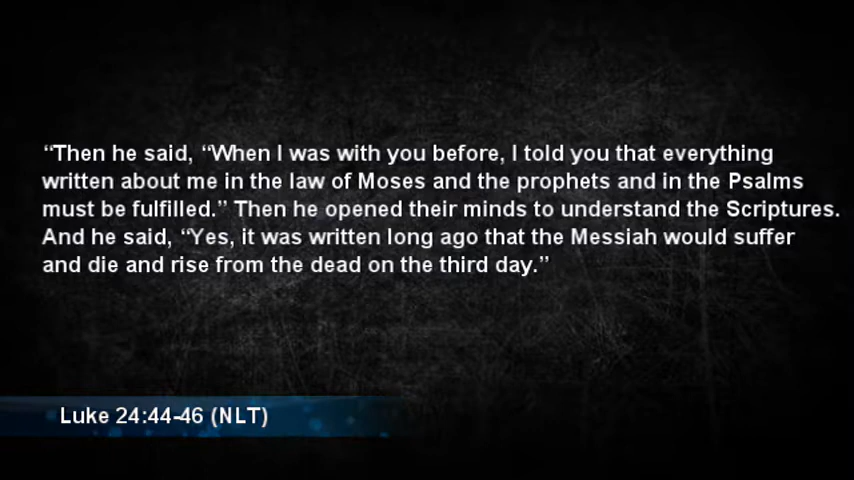 “Then he said, “When I was with you before, I told you that everything
written about me in the law of Moses and the prophets and in the Psalms
must be fulfilled.” Then he opened their minds to understand the Scriptures.
And he said, “Yes, it was written long ago that the Messiah would suffer
and die and rise from the dead on the third day.”
Luke 24:44-46 (NLT)